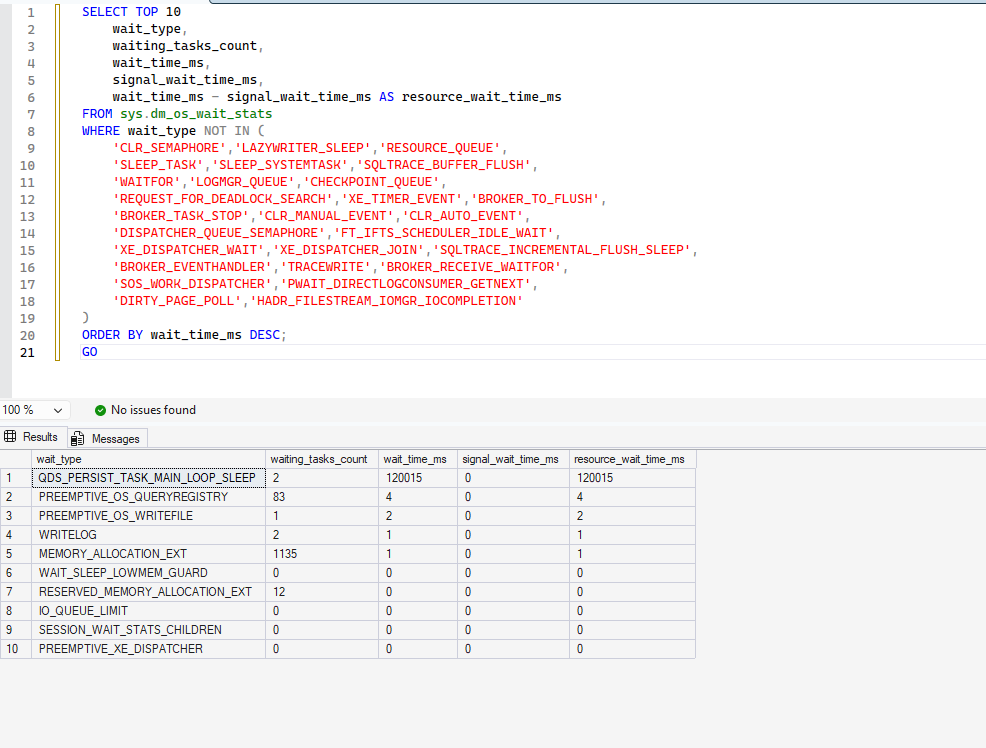 1 SELECT TOP 10
2 wait_type,
3 waiting_tasks_count,
4 wait_time_ms,
5 signal_wait_time_ms,
6 wait_time_ms - signal_wait_time_ms AS resource_wait_time_ms
7 FROM sys.dm_os_wait_stats
8 WHERE wait_type NOT IN (
9 'CLR_SEMAPHORE','LAZYWRITER_SLEEP','RESOURCE_QUEUE',
10 'SLEEP_TASK','SLEEP_SYSTEMTASK','SQLTRACE_BUFFER_FLUSH',
11 'WAITFOR','LOGMGR_QUEUE','CHECKPOINT_QUEUE',
12 'REQUEST_FOR_DEADLOCK_SEARCH','XE_TIMER_EVENT','BROKER_TO_FLUSH',
13 'BROKER_TASK_STOP','CLR_MANUAL_EVENT','CLR_AUTO_EVENT',
14 'DISPATCHER_QUEUE_SEMAPHORE','FT_IFTS_SCHEDULER_IDLE_WAIT',
15 'XE_DISPATCHER_WAIT','XE_DISPATCHER_JOIN','SQLTRACE_INCREMENTAL_FLUSH_SLEEP',
16 'BROKER_EVENTHANDLER','TRACEWRITE','BROKER_RECEIVE_WAITFOR',
17 'SOS_WORK_DISPATCHER','PWAIT_DIRECTLOGCONSUMER_GETNEXT',
18 'DIRTY_PAGE_POLL','HADR_FILESTREAM_IOMGR_IOCOMPLETION'
19 )
20 ORDER BY wait_time_ms DESC;
21 GO
100 % No issues found
Results Messages
wait_type waiting_tasks_count wait_time_ms signal_wait_time_ms resource_wait_time_ms
1 QDS_PERSIST_TASK_MAIN_LOOP_SLEEP 2 120015 0 120015
2 PREEMPTIVE_OS_QUERYREGISTRY 83 4 0 4
3 PREEMPTIVE_OS_WRITEFILE 1 2 0 2
4 WRITELOG 2 1 0 1
5 MEMORY_ALLOCATION_EXT 1135 1 0 1
6 WAIT_SLEEP_LOWMEM_GUARD 0 0 0 0
7 RESERVED_MEMORY_ALLOCATION_EXT 12 0 0 0
8 IO_QUEUE_LIMIT 0 0 0 0
9 SESSION_WAIT_STATS_CHILDREN 0 0 0 0
10 PREEMPTIVE_XE_DISPATCHER 0 0 0 0